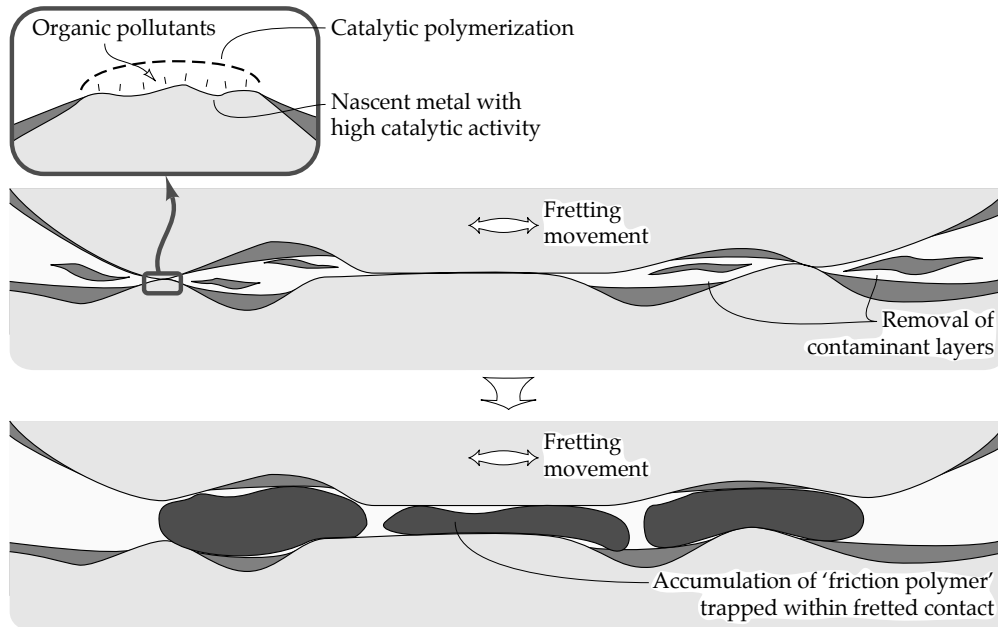 Organic pollutants
Catalytic polymerization
Nascent metal with
high catalytic activity
Fretting
movement
Removal of
contaminant layers
Fretting
movement
Accumulation of ‘friction polymer’
trapped within fretted contact